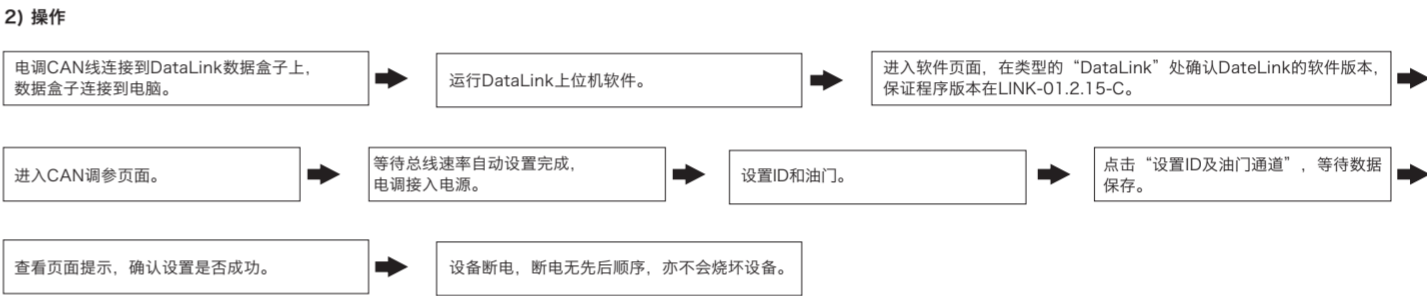 2) 操作
电调CAN线连接到DataLink数据盒子上,
数据盒子连接到电脑。
运行DataLink上位机软件。
进入软件页面，在类型的“DataLink”处确认DateLink的软件版本,
保证程序版本在LINK-01.2.15-C。
进入CAN调参页面。
等待总线速率自动设置完成,
电调接入电源。
设置ID和油门。
点击“设置ID及油门通道”，等待数据
保存。
查看页面提示，确认设置是否成功。
设备断电，断电无先后顺序，亦不会烧坏设备。